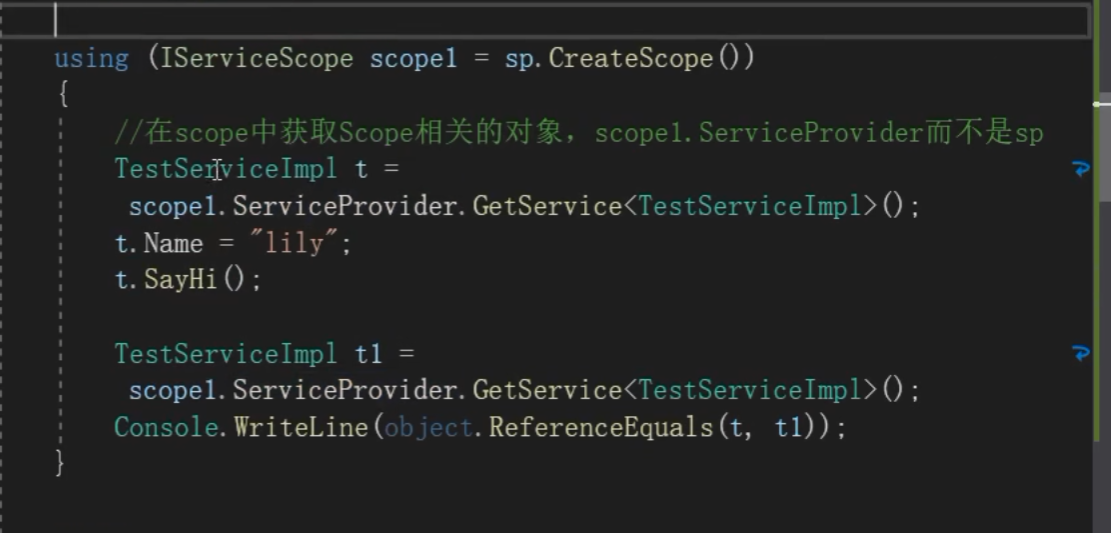 using (IServiceScope scope1 = sp.CreateScope())
{
//在scope中获取Scope相关的对象，scope1.ServiceProvider而不是sp
TestServiceImpl t =
scope1.ServiceProvider.GetService<TestServiceImpl>();
t.Name = "lily";
t.SayHi();
TestServiceImpl t1 =
scope1.ServiceProvider.GetService<TestServiceImpl>();
Console.WriteLine(object.ReferenceEquals(t, t1));
}